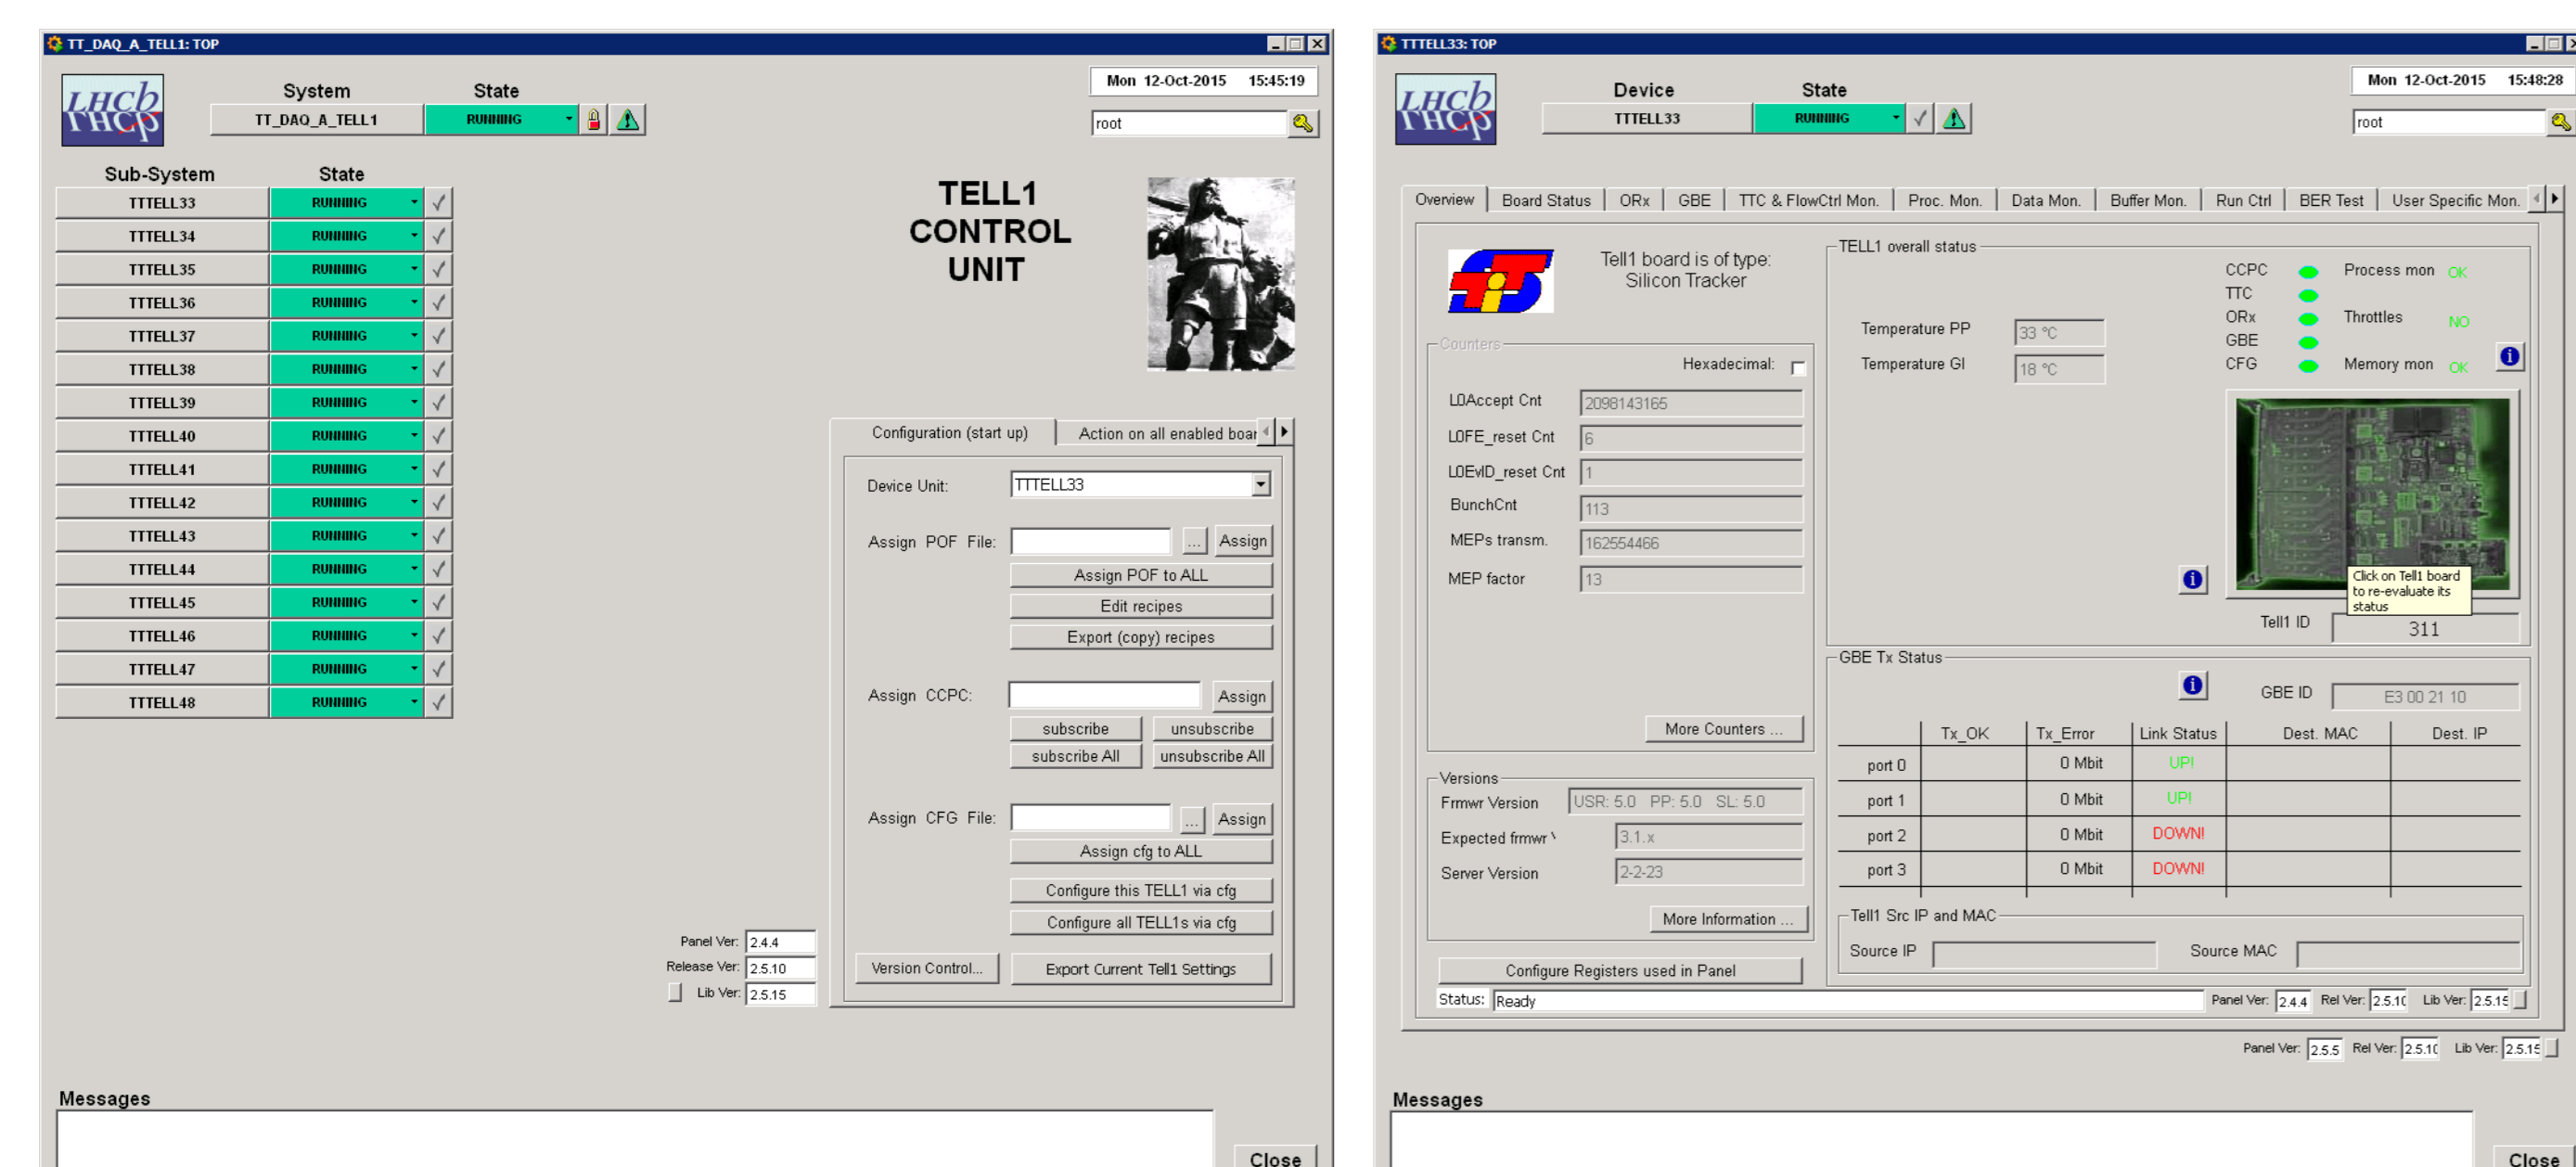 TT_DAQ_A_TELL1: TOP
LHCb
ГНСр
System State
TT_DAQ_A_TELL1 RUNNING
Mon 12-Oct-2015 15:45:19
root
Sub-System State
TTTELL33 RUNNING
TTTELL34 RUNNING
TTTELL35 RUNNING
TTTELL36 RUNNING
TTTELL37 RUNNING
TTTELL38 RUNNING
TTTELL39 RUNNING
TTTELL40 RUNNING
TTTELL41 RUNNING
TTTELL42 RUNNING
TTTELL43 RUNNING
TTTELL44 RUNNING
TTTELL45 RUNNING
TTTELL46 RUNNING
TTTELL47 RUNNING
TTTELL48 RUNNING
TELL1
CONTROL
UNIT
Configuration (start up) Action on all enabled boar
Device Unit: TTTELL33
Assign POF File: ... Assign
Assign POF to ALL
Edit recipes
Export (copy) recipes
Assign CCPC: Assign
subscribe unsubscribe
subscribe All unsubscribe All
Assign CFG File: ... Assign
Assign cfg to ALL
Configure this TELL1 via cfg
Configure all TELL1s via cfg
Version Control... Export Current Tell1 Settings
Panel Ver: 2.4.4
Release Ver: 2.5.10
Lib Ver: 2.5.15
Messages
Close
TTTELL33: TOP
LHCb
ГНСр
Device State
TTTELL33 RUNNING
Mon 12-Oct-2015 15:48:28
root
Overview Board Status ORx GBE TTC & FlowCtrl Mon. Proc. Mon. Data Mon. Buffer Mon. Run Ctrl BER Test User Specific Mon.
Tell1 board is of type:
Silicon Tracker
Counters
Hexadecimal:
L0Accept Cnt 2098143165
L0FE_reset Cnt 6
L0EvID_reset Cnt 1
BunchCnt 113
MEPs transm. 162554466
MEP factor 13
More Counters ...
Versions
Frmwr Version USR: 5.0 PP: 5.0 SL: 5.0
Expected frmwr 3.1.x
Server Version 2-2-23
More Information ...
Configure Registers used in Panel
TELL1 overall status
Temperature PP 33 °C
Temperature GI 18 °C
CCPC Process mon OK
TTC
ORx Throttles NO
GBE
CFG Memory mon OK
Click on Tell1 board
to re-evaluate its
status
Tell1 ID 311
GBE Tx Status
GBE ID E3 00 21 10
Tx_OK Tx_Error Link Status Dest. MAC Dest. IP
port 0 0 Mbit UP!
port 1 0 Mbit UP!
port 2 0 Mbit DOWN!
port 3 0 Mbit DOWN!
Tell1 Src IP and MAC
Source IP Source MAC
Status: Ready Panel Ver: 2.4.4 Rel Ver: 2.5.10 Lib Ver: 2.5.15
Panel Ver: 2.5.5 Rel Ver: 2.5.10 Lib Ver: 2.5.15
Messages
Close